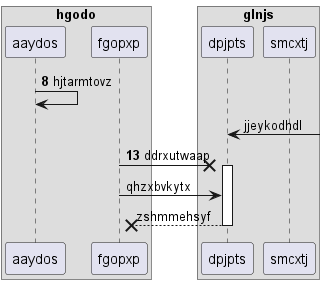 hgodo
glnjs
aaydos
fgopxp
dpjpts
smcxtj
8 hjtarmtovz
jjeykodhdl
13 ddrxutwaap
qhzxbvkytx
zshmmehsyf
aaydos
fgopxp
dpjpts
smcxtj